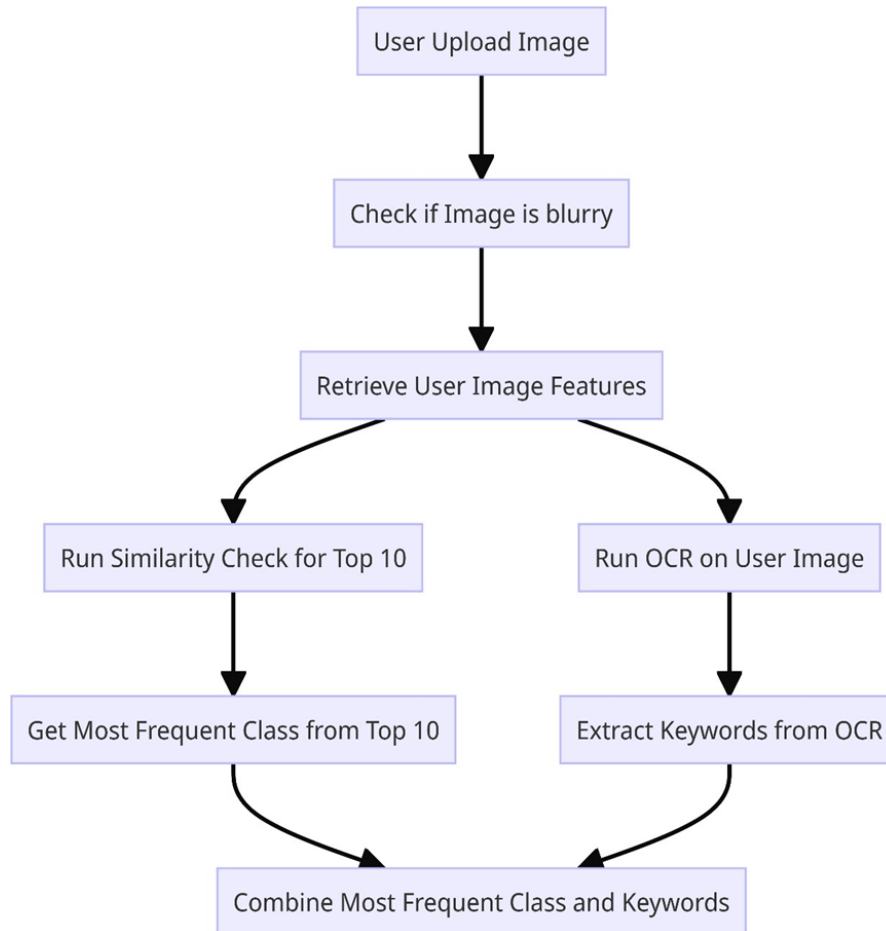 User Upload Image
Check if Image is blurry
Retrieve User Image Features
Run Similarity Check for Top 10
Run OCR on User Image
Get Most Frequent Class from Top 10
Extract Keywords from OCR
Combine Most Frequent Class and Keywords